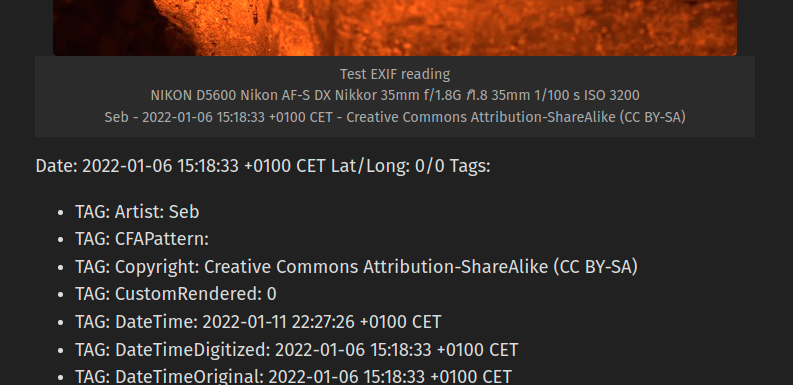 Test EXIF reading
NIKON D5600 Nikon AF-S DX Nikkor 35mm f/1.8G ƒ1.8 35mm 1/100 s ISO 3200
Seb - 2022-01-06 15:18:33 +0100 CET - Creative Commons Attribution-ShareAlike (CC BY-SA)
Date: 2022-01-06 15:18:33 +0100 CET Lat/Long: 0/0 Tags:
• TAG: Artist: Seb
• TAG: CFAPattern:
• TAG: Copyright: Creative Commons Attribution-ShareAlike (CC BY-SA)
• TAG: CustomRendered: 0
• TAG: DateTime: 2022-01-11 22:27:26 +0100 CET
• TAG: DateTimeDigitized: 2022-01-06 15:18:33 +0100 CET
• TAG: DateTimeOriginal: 2022-01-06 15:18:33 +0100 CET